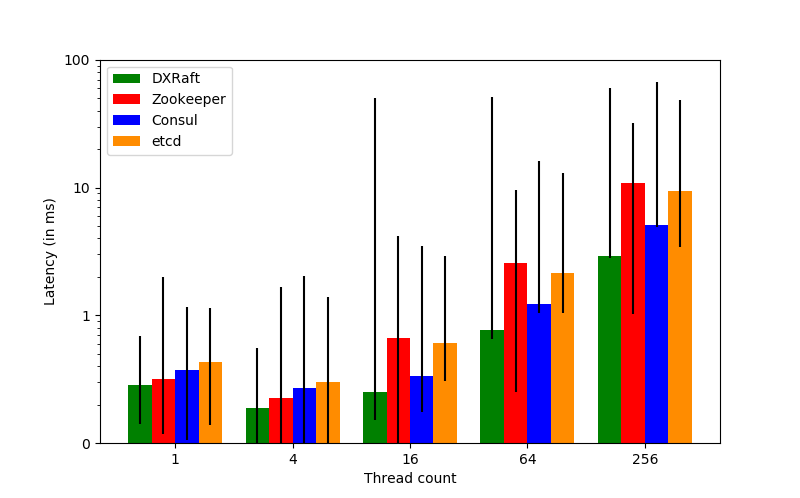 100
10
1
0
Latency (in ms)
DXRaft
Zookeeper
Consul
etcd
1 4 16 64 256
Thread count